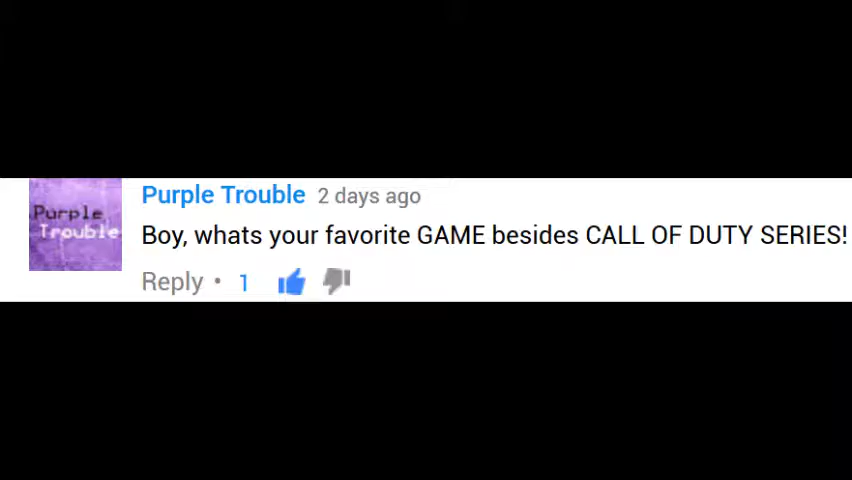 Purple
Trouble
Purple Trouble 2 days ago
Boy, whats your favorite GAME besides CALL OF DUTY SERIES!
Reply • 1